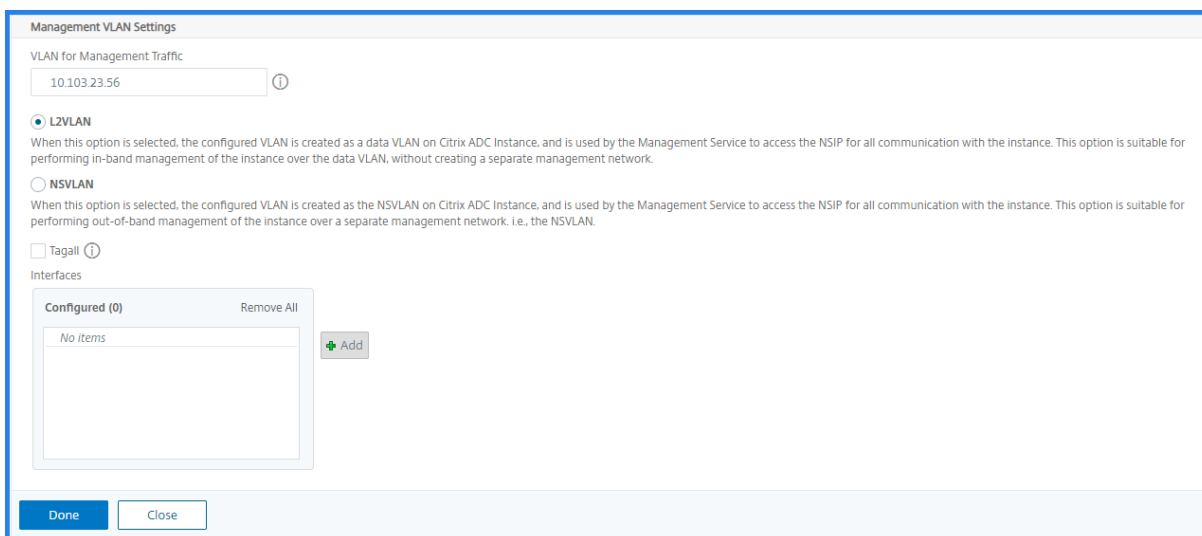 Management VLAN Settings
VLAN for Management Traffic
10.103.23.56
L2VLAN
When this option is selected, the configured VLAN is created as a data VLAN on Citrix ADC Instance, and is used by the Management Service to access the NSIP for all communication with the instance. This option is suitable for
performing in-band management of the instance over the data VLAN, without creating a separate management network.
NSVLAN
When this option is selected, the configured VLAN is created as the NSVLAN on Citrix ADC Instance, and is used by the Management Service to access the NSIP for all communication with the instance. This option is suitable for
performing out-of-band management of the instance over a separate management network. i.e., the NSVLAN.
Tagall
Interfaces
Configured (0) Remove All
No items
Add
Done Close